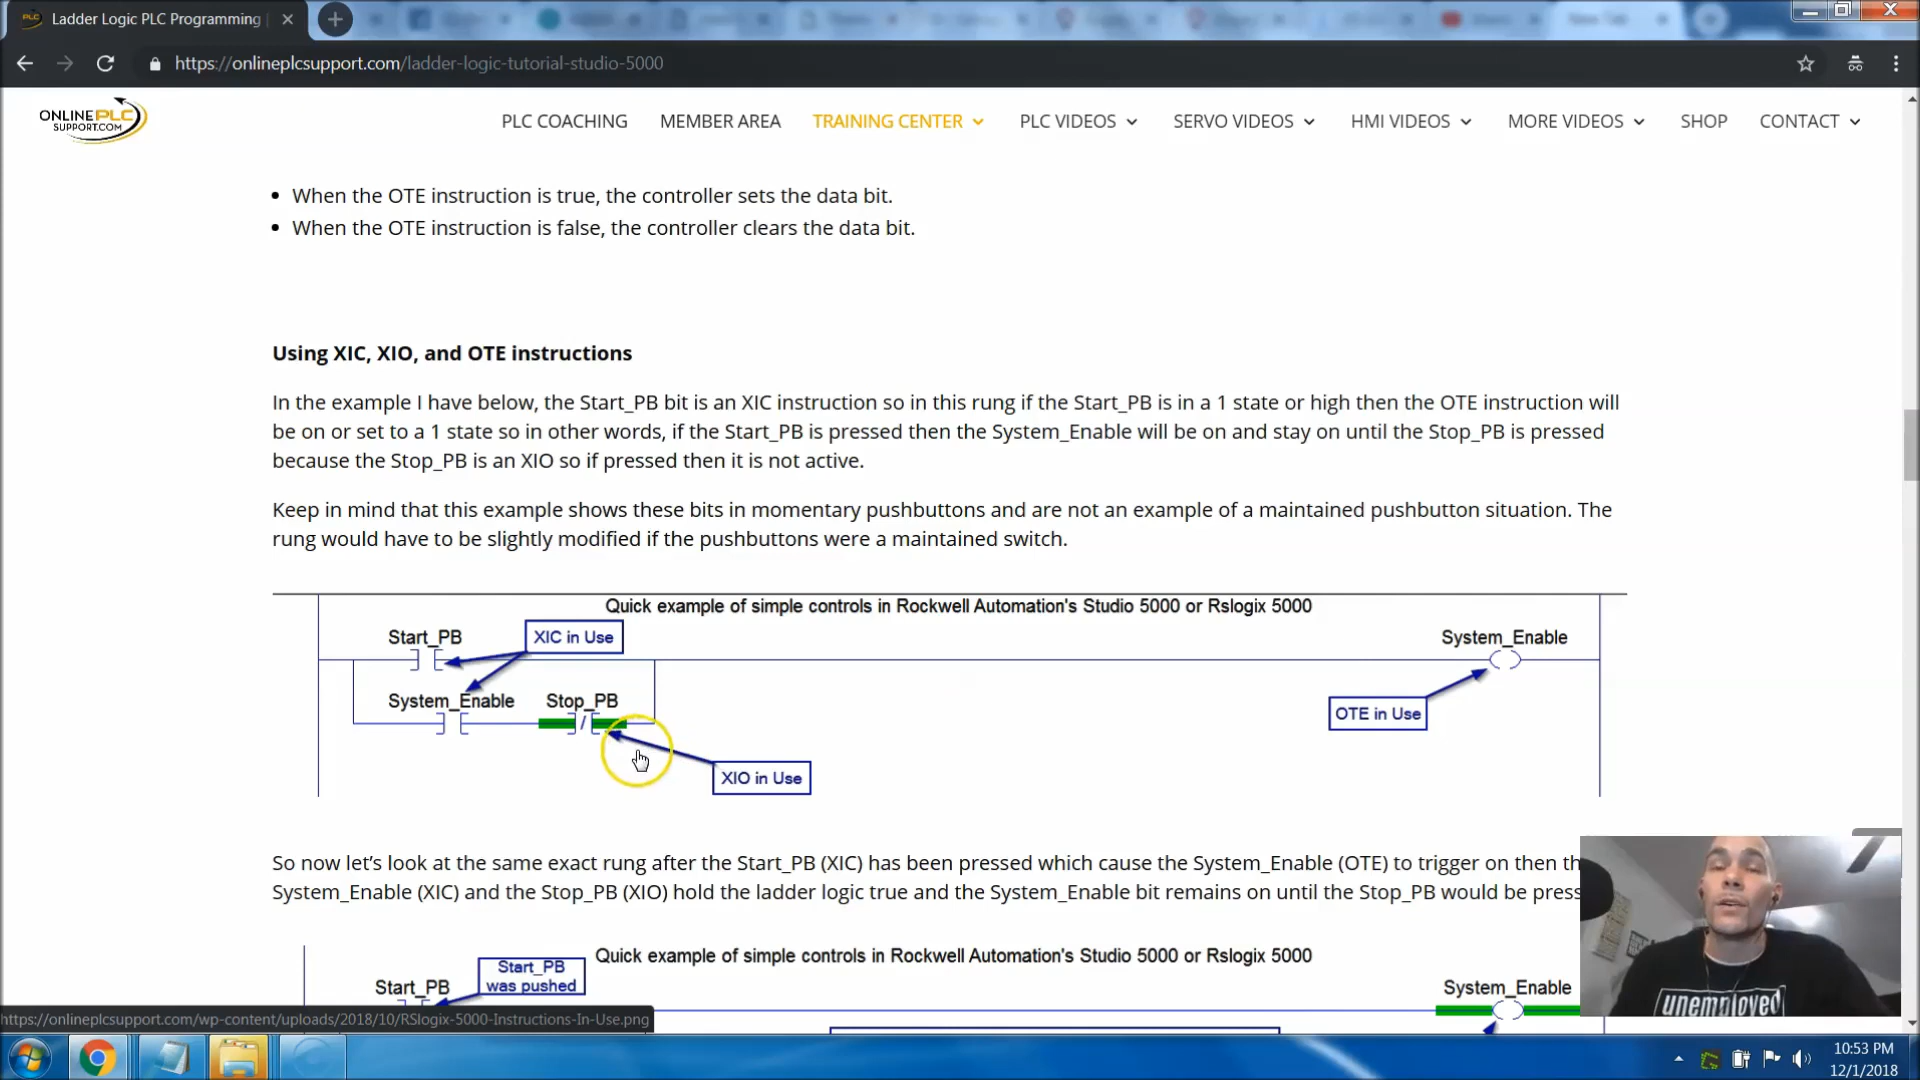 Ladder Logic PLC Programming
https://onlineplcsupport.com/ladder-logic-tutorial-studio-5000
ONLINEPLC
SUPPORT.COM
PLC COACHING
MEMBER AREA
TRAINING CENTER
PLC VIDEOS
SERVO VIDEOS
HMI VIDEOS
MORE VIDEOS
SHOP
CONTACT
When the OTE instruction is true, the controller sets the data bit.
When the OTE instruction is false, the controller clears the data bit.
Using XIC, XIO, and OTE instructions
In the example I have below, the Start_PB bit is an XIC instruction so in this rung if the Start_PB is in a 1 state or high then the OTE instruction will
be on or set to a 1 state so in other words, if the Start_PB is pressed then the System_Enable will be on and stay on until the Stop_PB is pressed
because the Stop_PB is an XIO so if pressed then it is not active.
Keep in mind that this example shows these bits in momentary pushbuttons and are not an example of a maintained pushbutton situation. The
rung would have to be slightly modified if the pushbuttons were a maintained switch.
Quick example of simple controls in Rockwell Automation's Studio 5000 or Rslogix 5000
Start_PB
XIC in Use
System_Enable
System_Enable
Stop_PB
OTE in Use
XIO in Use
So now let's look at the same exact rung after the Start_PB (XIC) has been pressed which cause the System_Enable (OTE) to trigger on then th
System_Enable (XIC) and the Stop_PB (XIO) hold the ladder logic true and the System_Enable bit remains on until the Stop_PB would be press
Quick example of simple controls in Rockwell Automation's Studio 5000 or Rslogix 5000
Start_PB
was pushed
Start_PB
System_Enable
unemployed
https://onlineplcsupport.com/wp-content/uploads/2018/10/RSlogix-5000-Instructions-In-Use.png
10:53 PM
12/1/2018